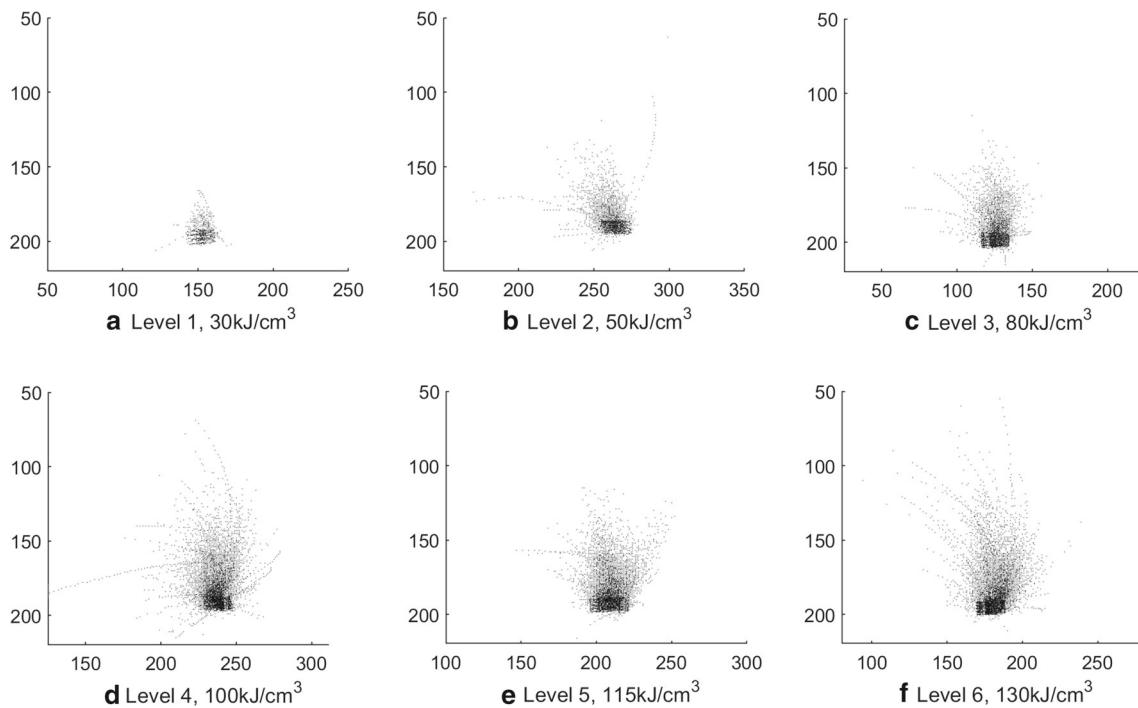 50
100
150
200
50 100 150 200 250
a Level 1, 30kJ/cm³
50
100
150
200
150 200 250 300 350
b Level 2, 50kJ/cm³
50
100
150
200
50 100 150 200
c Level 3, 80kJ/cm³
50
100
150
200
150 200 250 300
d Level 4, 100kJ/cm³
50
100
150
200
100 150 200 250 300
e Level 5, 115kJ/cm³
50
100
150
200
100 150 200 250
f Level 6, 130kJ/cm³